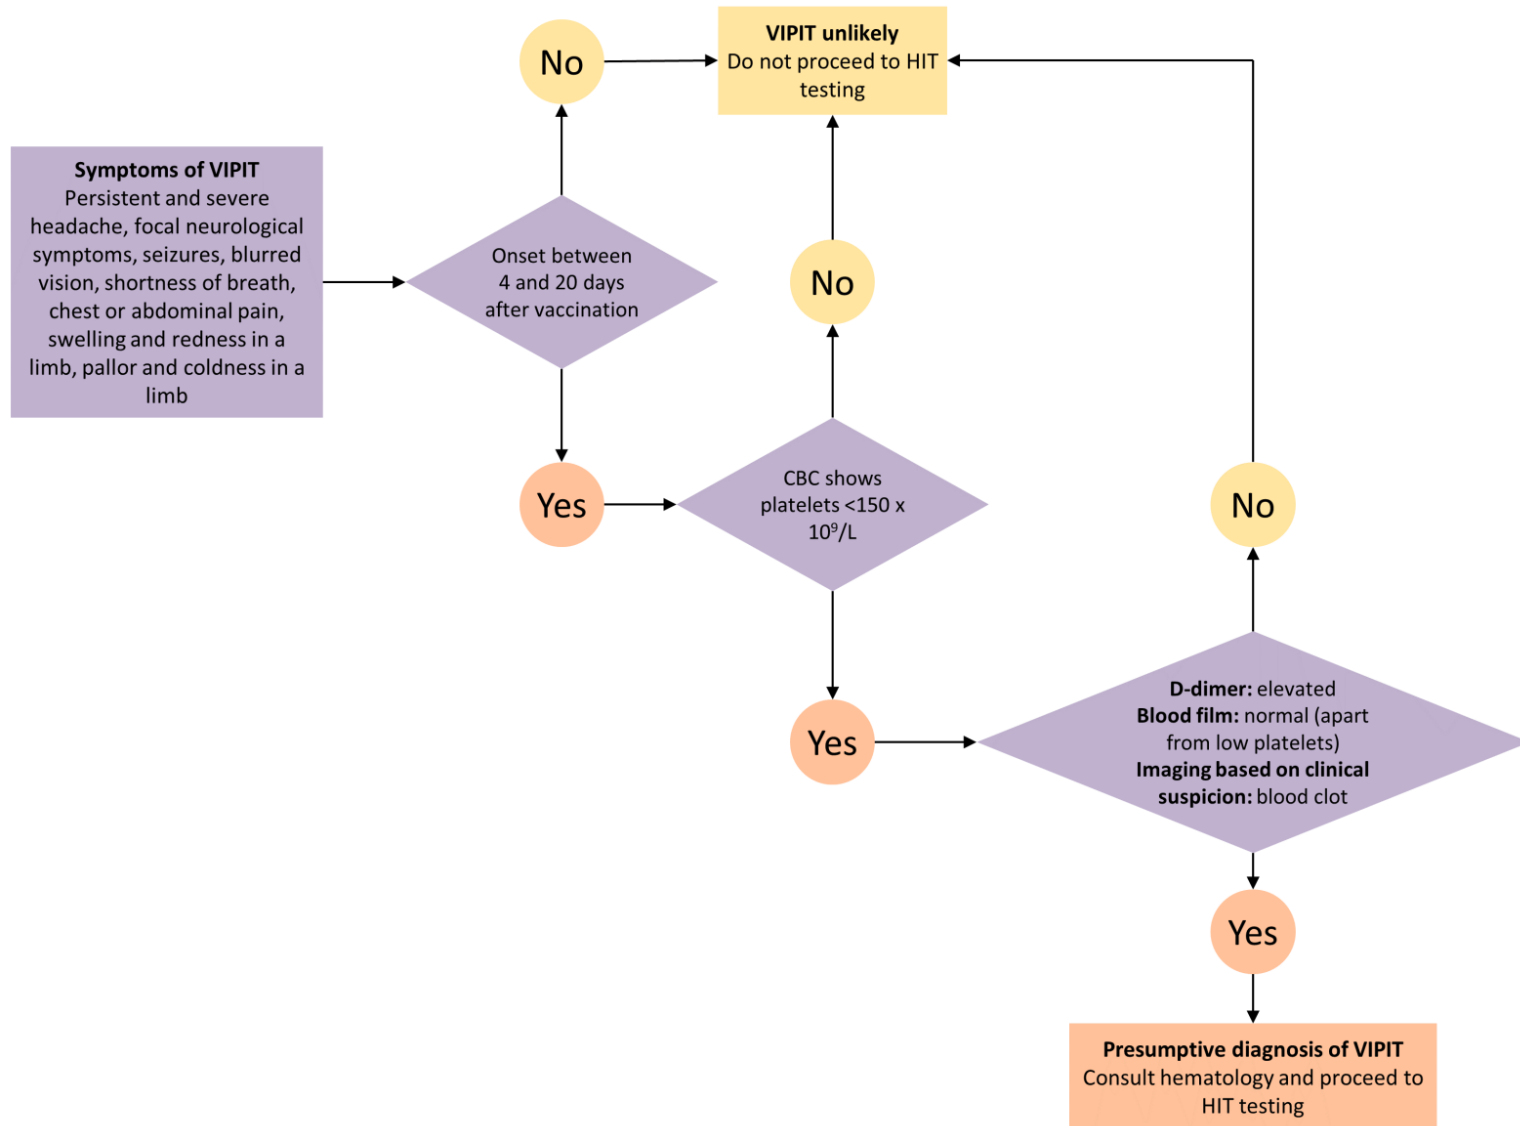 No
VIPIT unlikely
Do not proceed to HIT
testing
Symptoms of VIPIT
Persistent and severe
headache, focal neurological
symptoms, seizures, blurred
vision, shortness of breath,
chest or abdominal pain,
swelling and redness in a
limb, pallor and coldness in a
limb
Onset between
4 and 20 days
after vaccination
No
Yes
CBC shows
platelets <150 x
10⁹/L
No
Yes
D-dimer: elevated
Blood film: normal (apart
from low platelets)
Imaging based on clinical
suspicion: blood clot
Yes
Presumptive diagnosis of VIPIT
Consult hematology and proceed to
HIT testing